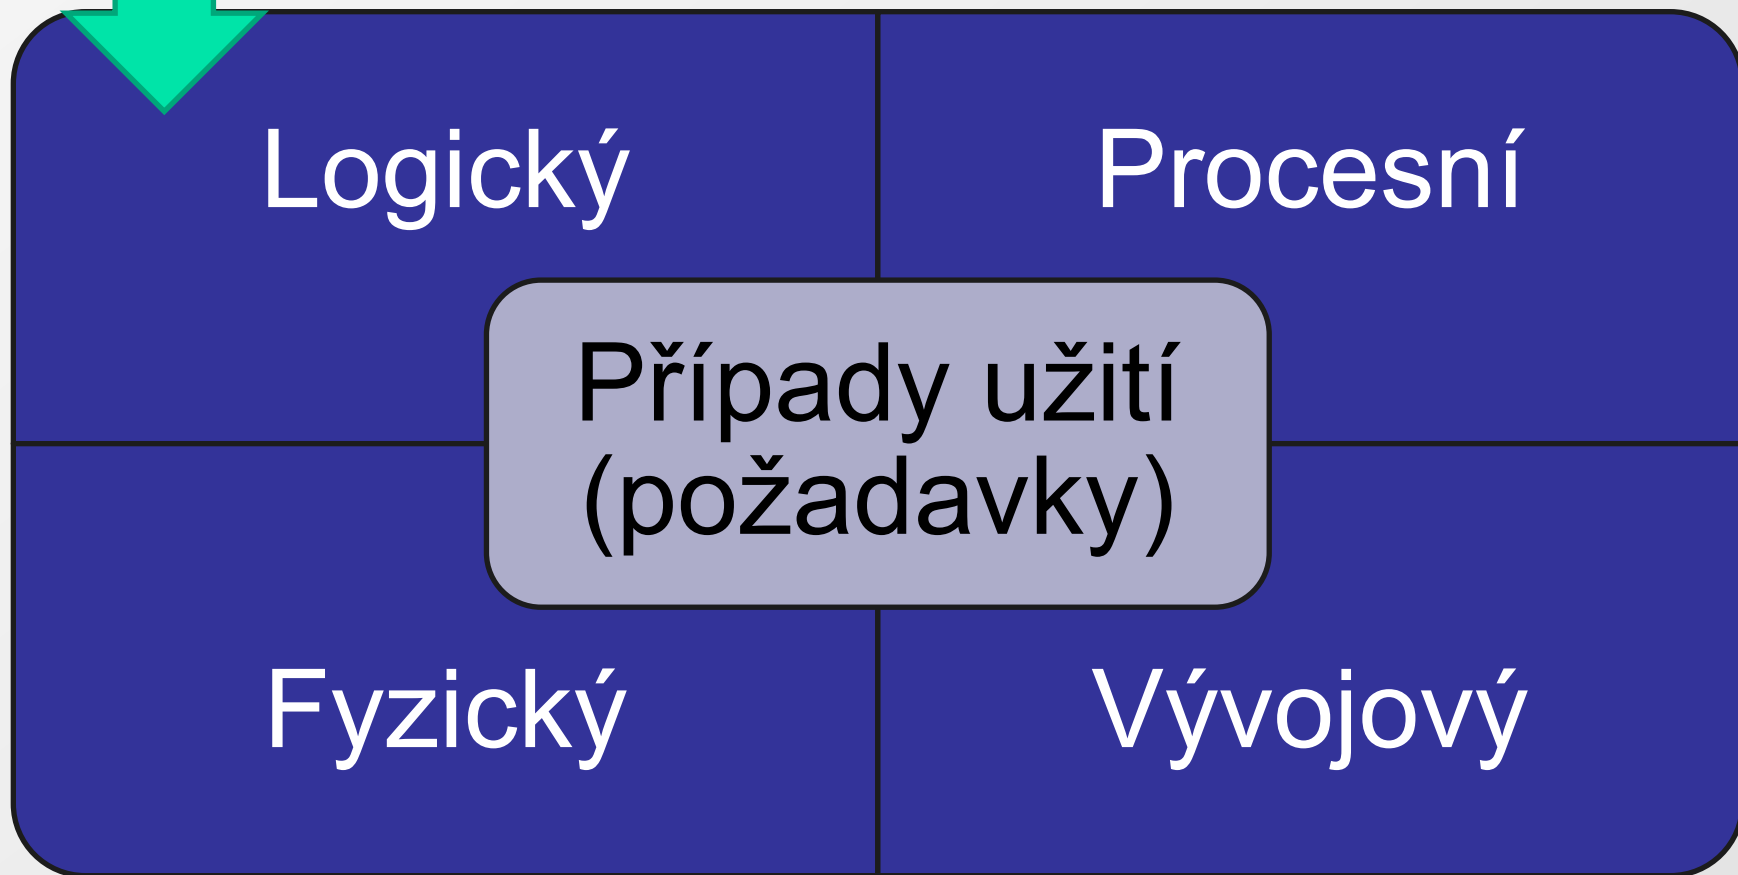 Logický
Procesní
Případy užití
(požadavky)
Fyzický
Vývojový